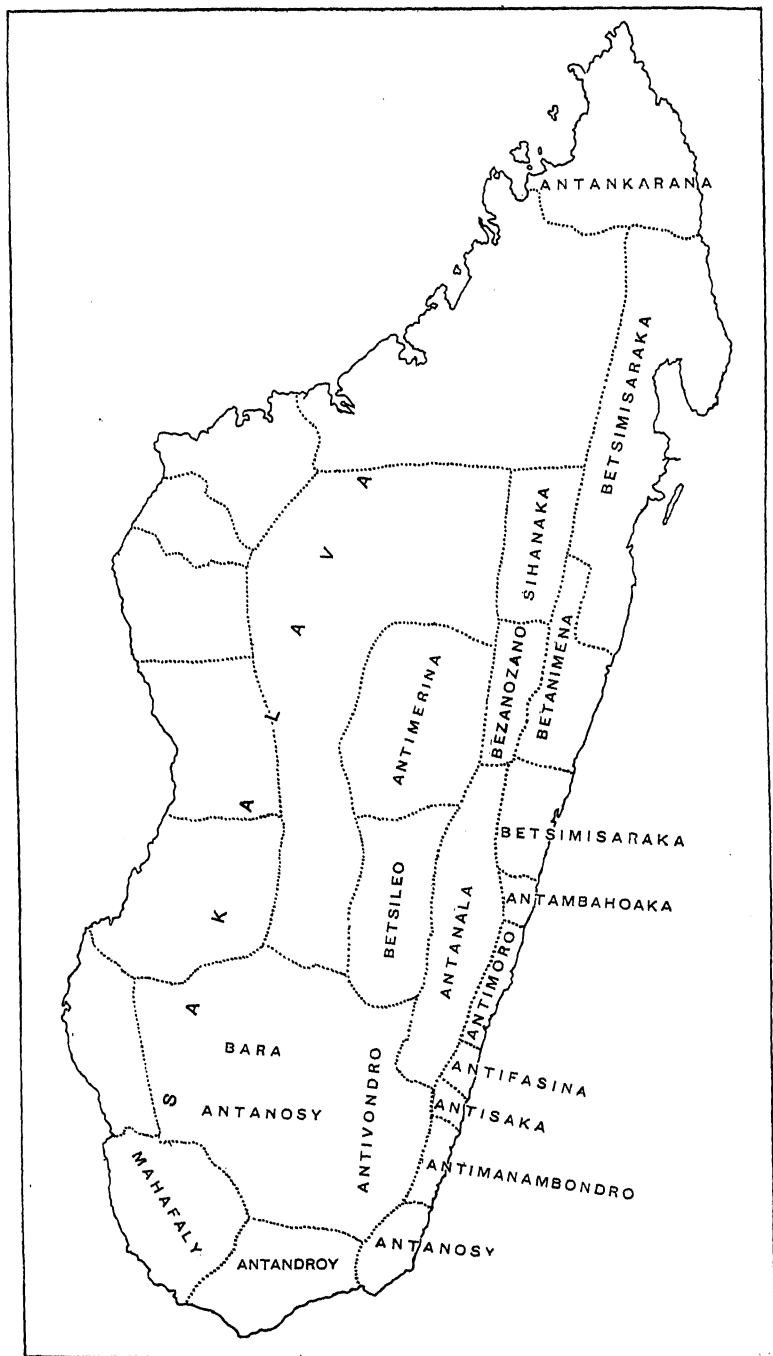 ANTANKARANA
BETSIMISARAKA
SAKALAVA
SIHANAKA
ANTIMERINA
BEZANOZANO
BETANIMENA
BETSIMISARAKA
BETSILEO
ANTANALA
ANTAMBAHOAKA
ANTIMORO
BARA
ANTIVONDRO
ANTIFASINA
ANTANOSY
ANTISAKA
MAHAFALY
ANTIMANAMBONDRO
ANTANOSY
ANTANDROY